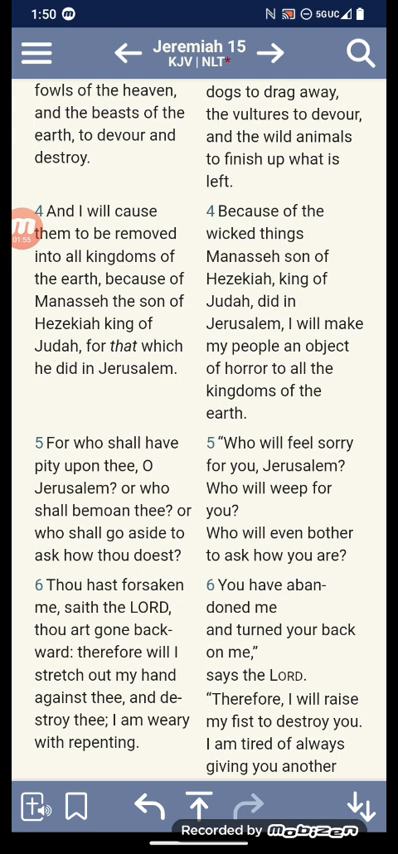 1:50
5GUC
Jeremiah 15
KJV | NLT*
fowls of the heaven,
and the beasts of the
earth, to devour and
destroy.
4 And I will cause
them to be removed
into all kingdoms of
the earth, because of
Manasseh the son of
Hezekiah king of
Judah, for that which
he did in Jerusalem.
5 For who shall have
pity upon thee, O
Jerusalem? or who
shall bemoan thee? or
who shall go aside to
ask how thou doest?
6 Thou hast forsaken
me, saith the LORD,
thou art gone back-
ward: therefore will I
stretch out my hand
against thee, and de-
stroy thee; I am weary
with repenting.
dogs to drag away,
the vultures to devour,
and the wild animals
to finish up what is
left.
4 Because of the
wicked things
Manasseh son of
Hezekiah, king of
Judah, did in
Jerusalem, I will make
my people an object
of horror to all the
kingdoms of the
earth.
5 “Who will feel sorry
for you, Jerusalem?
Who will weep for
you?
Who will even bother
to ask how you are?
6 You have aban-
doned me
and turned your back
on me,”
says the LORD.
“Therefore, I will raise
my fist to destroy you.
I am tired of always
giving you another
m
01:55
Recorded by mobizen